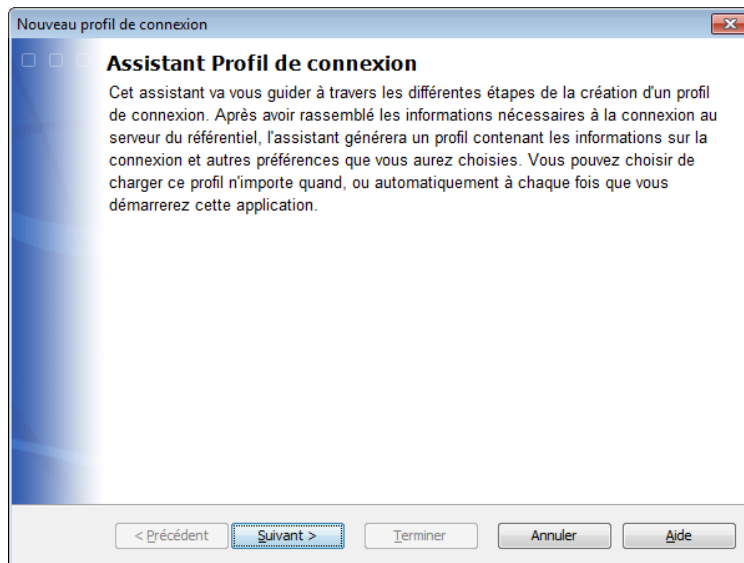 Nouveau profil de connexion
Assistant Profil de connexion
Cet assistant va vous guider à travers les différentes étapes de la création d'un profil
de connexion. Après avoir rassemblé les informations nécessaires à la connexion au
serveur du référentiel, l'assistant générera un profil contenant les informations sur la
connexion et autres préférences que vous aurez choisies. Vous pouvez choisir de
charger ce profil n'importe quand, ou automatiquement à chaque fois que vous
démarrerez cette application.
< Précédent Suivant > Terminer Annuler Aide